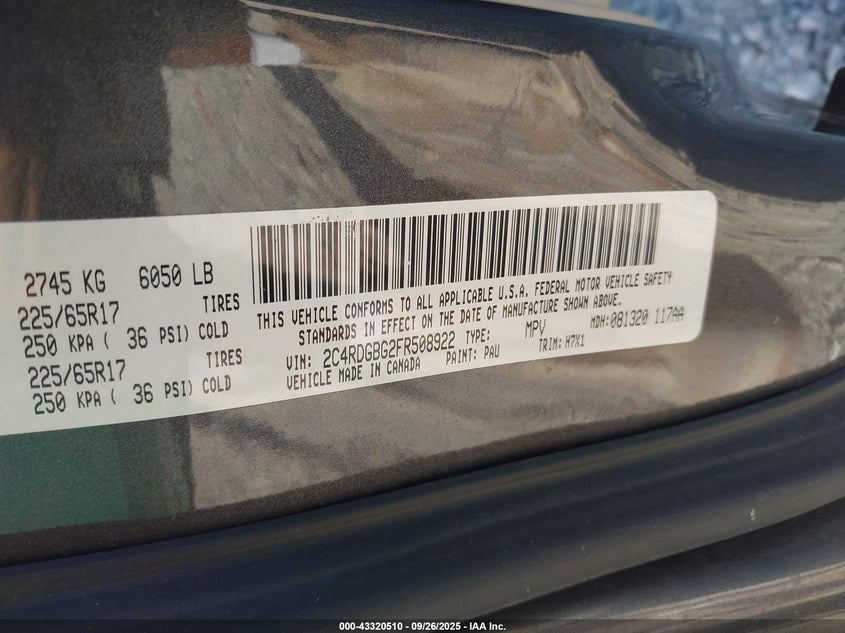 2745 KG 6050 LB
225/65R17 TIRES
250 KPA ( 36 PSI) COLD
225/65R17 TIRES
250 KPA ( 36 PSI) COLD
THIS VEHICLE CONFORMS TO ALL APPLICABLE U.S.A. FEDERAL MOTOR VEHICLE SAFETY
STANDARDS IN EFFECT ON THE DATE OF MANUFACTURE SHOWN ABOVE.
VIN: 2C4RDGBG2FR508922 TYPE: MPV MDH: 081320 117AA
VEHICLE MADE IN CANADA PAINT: PAU TRIM: H7X1
000-43320510 - 09/26/2025 - IAA Inc.